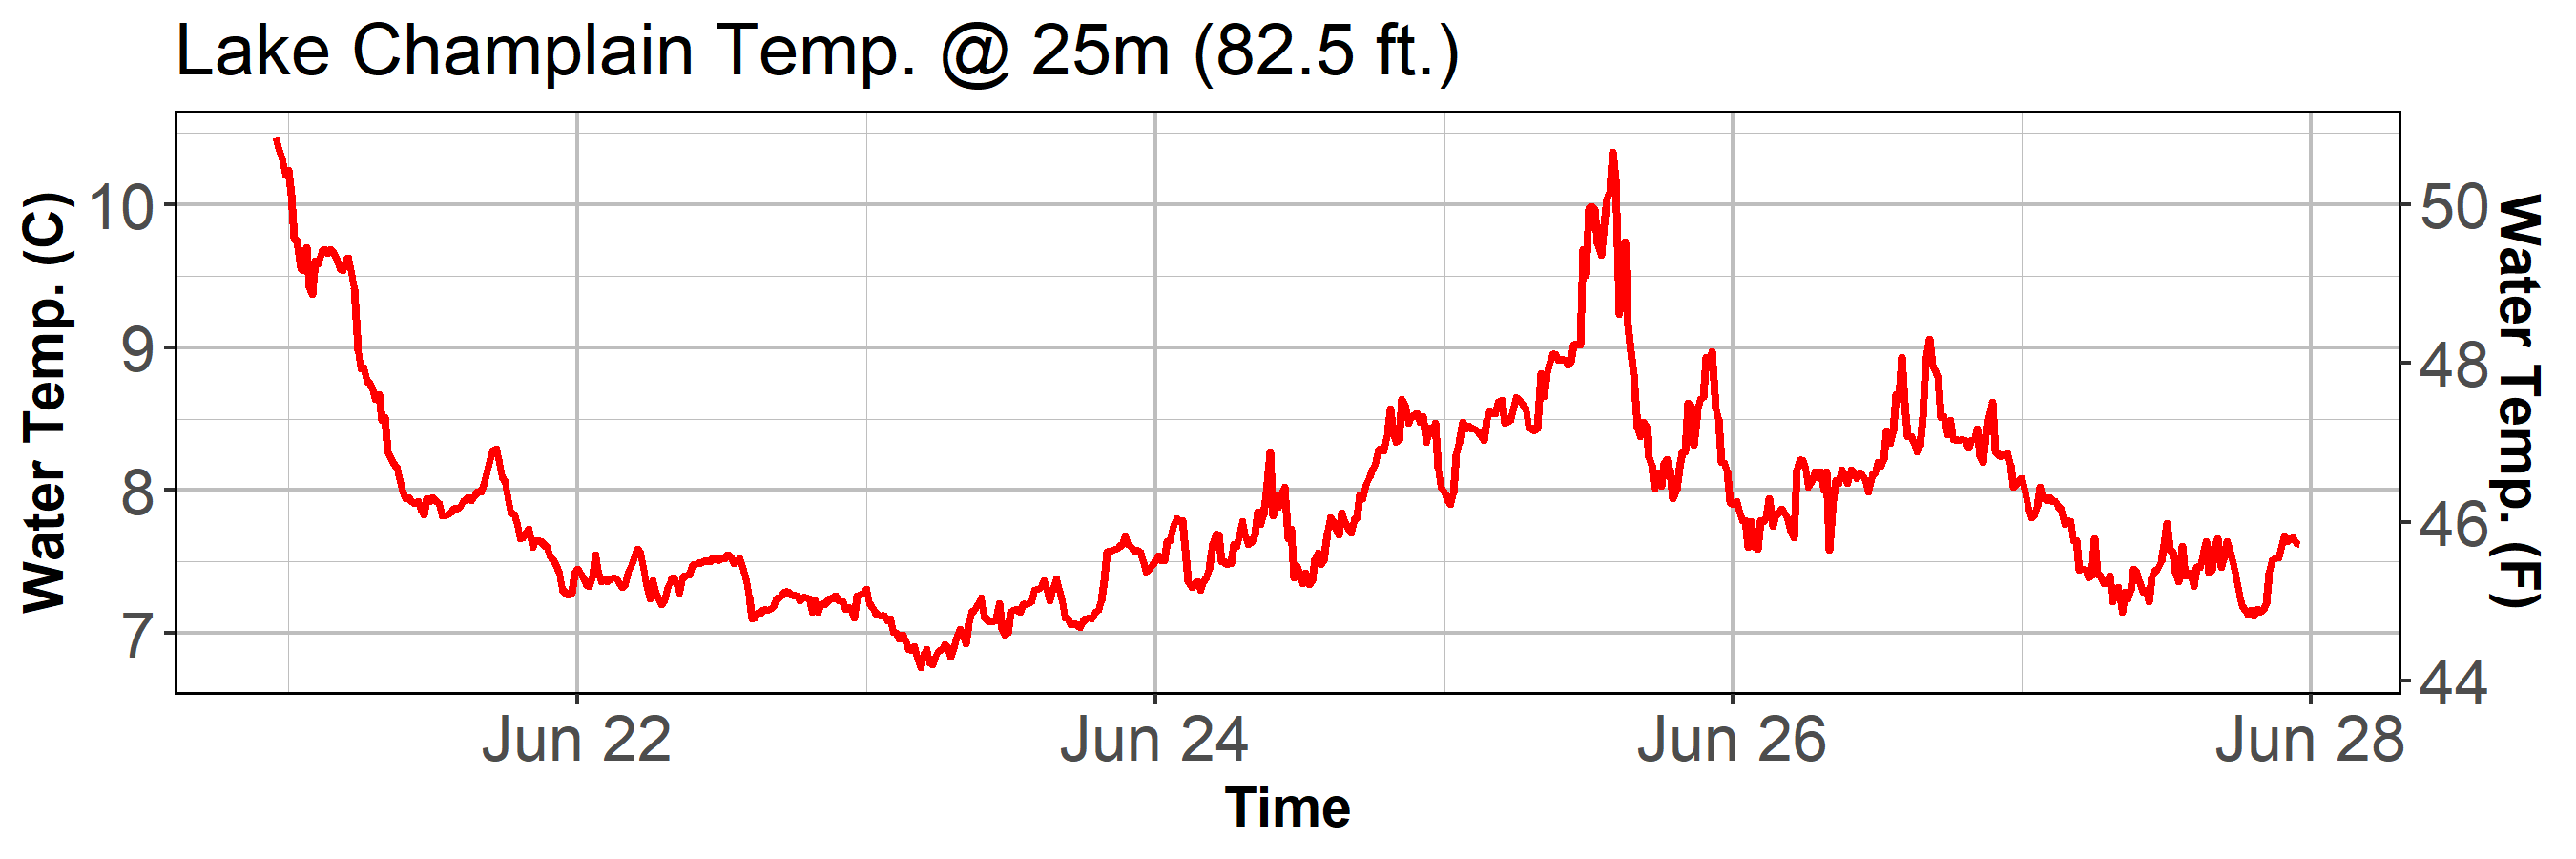 Lake Champlain Temp. @ 25m (82.5 ft.)
Water Temp. (C)
10
9
8
7
50
48
46
44
Water Temp. (F)
Jun 22
Jun 24
Jun 26
Jun 28
Time